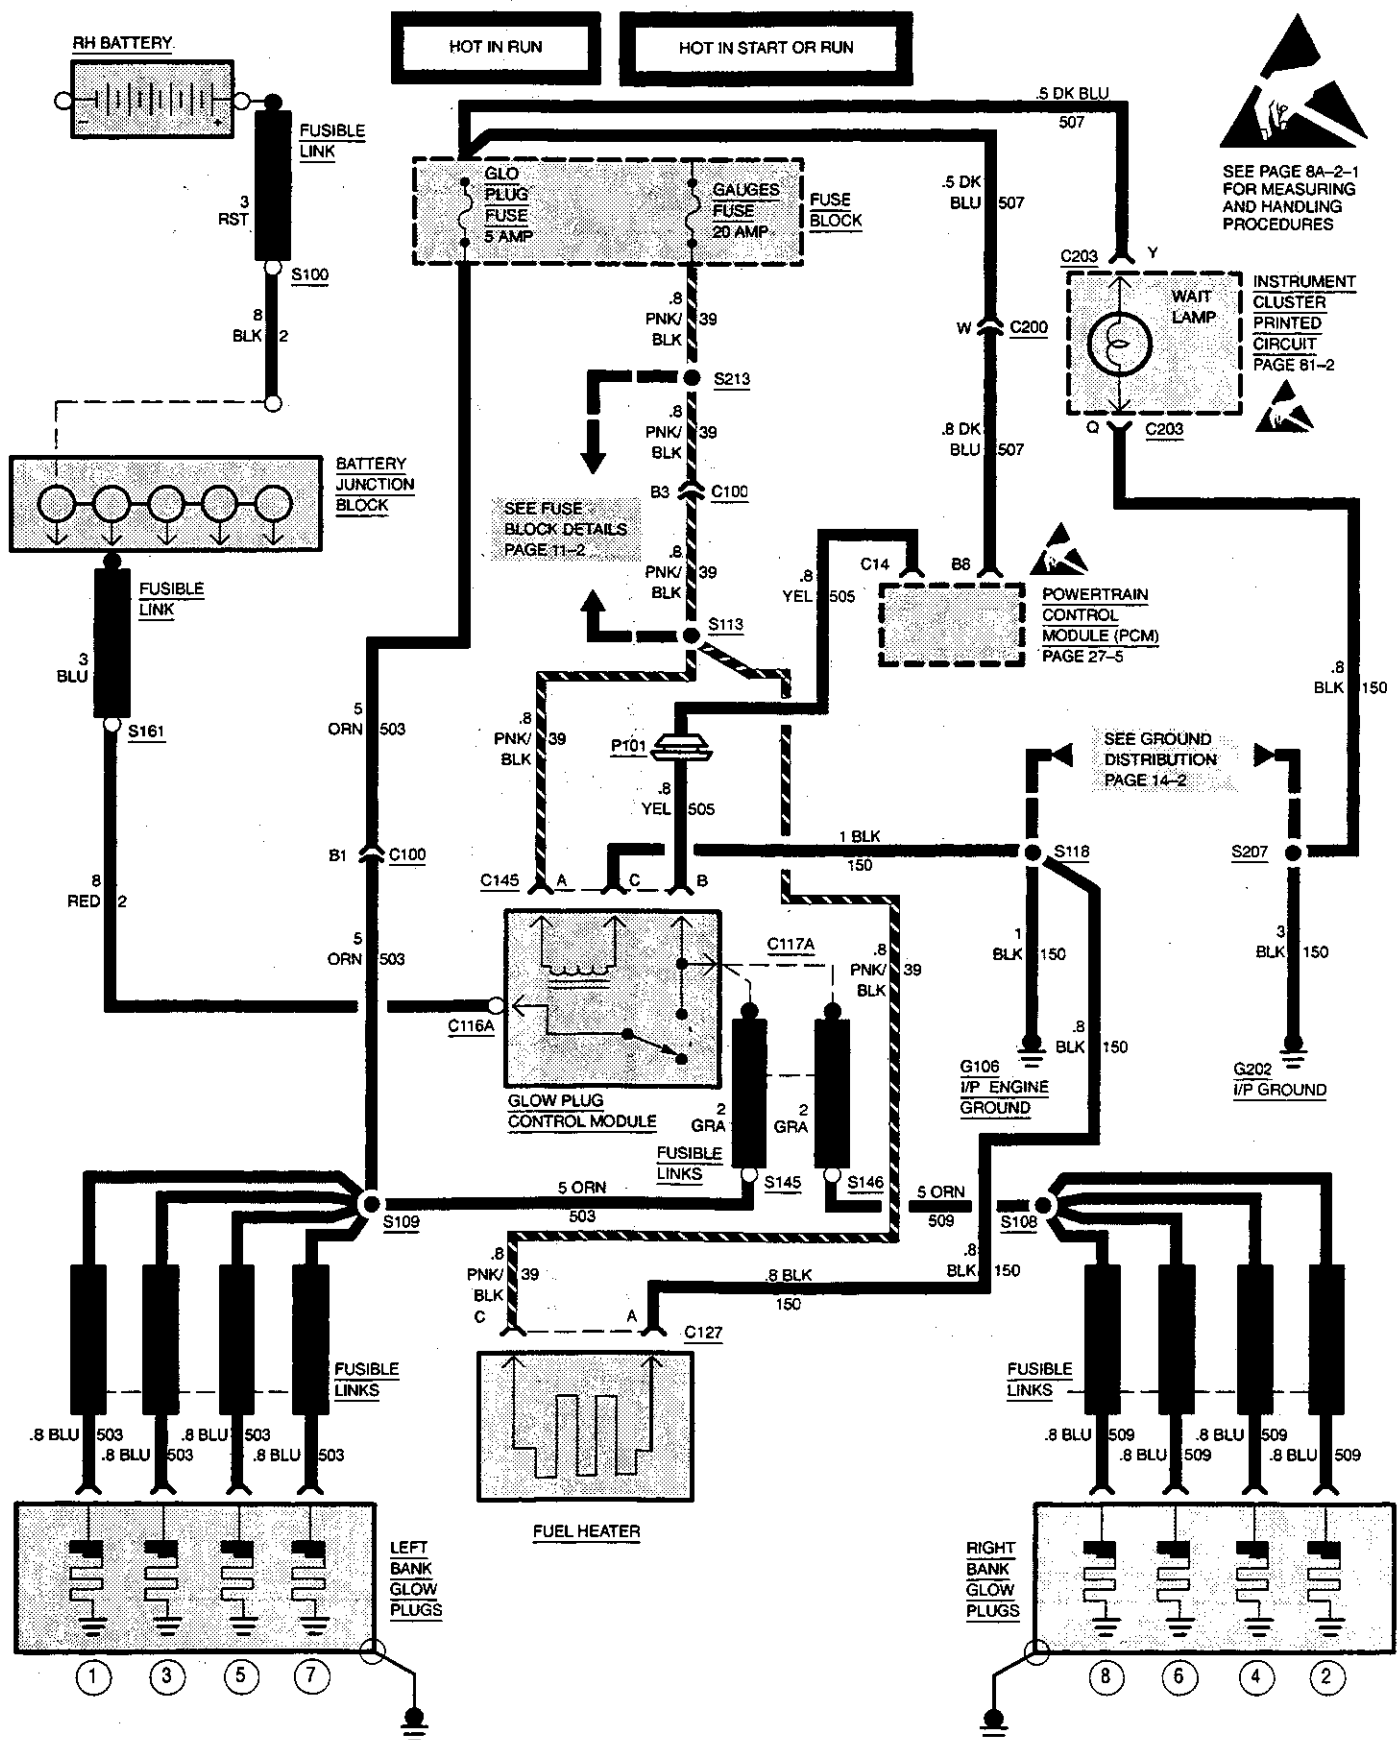 HOT IN RUN
HOT IN START OR RUN
RH BATTERY
-
+
FUSIBLE
LINK
3
RST
S100
8
BLK
2
GLO
PLUG
FUSE
5 AMP
GAUGES
FUSE
20 AMP
FUSE
BLOCK
.5 DK BLU
507
.5 DK
BLU
507
SEE PAGE 8A-2-1
FOR MEASURING
AND HANDLING
PROCEDURES
C203
Y
WAIT
LAMP
INSTRUMENT
CLUSTER
PRINTED
CIRCUIT
PAGE 81-2
Q
C203
W
C200
.8 DK
BLU
507
.8
PNK/
BLK
39
S213
.8
PNK/
BLK
39
B3
C100
.8
PNK/
BLK
39
SEE FUSE
BLOCK DETAILS
PAGE 11-2
S113
BATTERY
JUNCTION
BLOCK
FUSIBLE
LINK
3
BLU
S161
8
RED
2
5
ORN
503
B1
C100
5
ORN
503
.8
YEL
505
C14
B8
POWERTRAIN
CONTROL
MODULE (PCM)
PAGE 27-5
.8
BLK
150
.8
PNK/
BLK
39
P101
.8
YEL
505
SEE GROUND
DISTRIBUTION
PAGE 14-2
1 BLK
150
S118
S207
C145
A
C
B
C117A
C116A
GLOW PLUG
CONTROL MODULE
.8
PNK/
BLK
39
1
BLK
150
3
BLK
150
.8
BLK
150
G106
I/P ENGINE
GROUND
G202
I/P GROUND
2
GRA
2
GRA
FUSIBLE
LINKS
S145
S146
S109
5 ORN
503
5 ORN
509
S108
.8
PNK/
BLK
39
C
.8 BLK
150
.8
BLK
150
A
C127
FUEL HEATER
FUSIBLE
LINKS
.8 BLU
503
.8 BLU
503
.8 BLU
503
.8 BLU
503
FUSIBLE
LINKS
.8 BLU
509
.8 BLU
509
.8 BLU
509
.8 BLU
509
LEFT
BANK
GLOW
PLUGS
1
3
5
7
RIGHT
BANK
GLOW
PLUGS
8
6
4
2